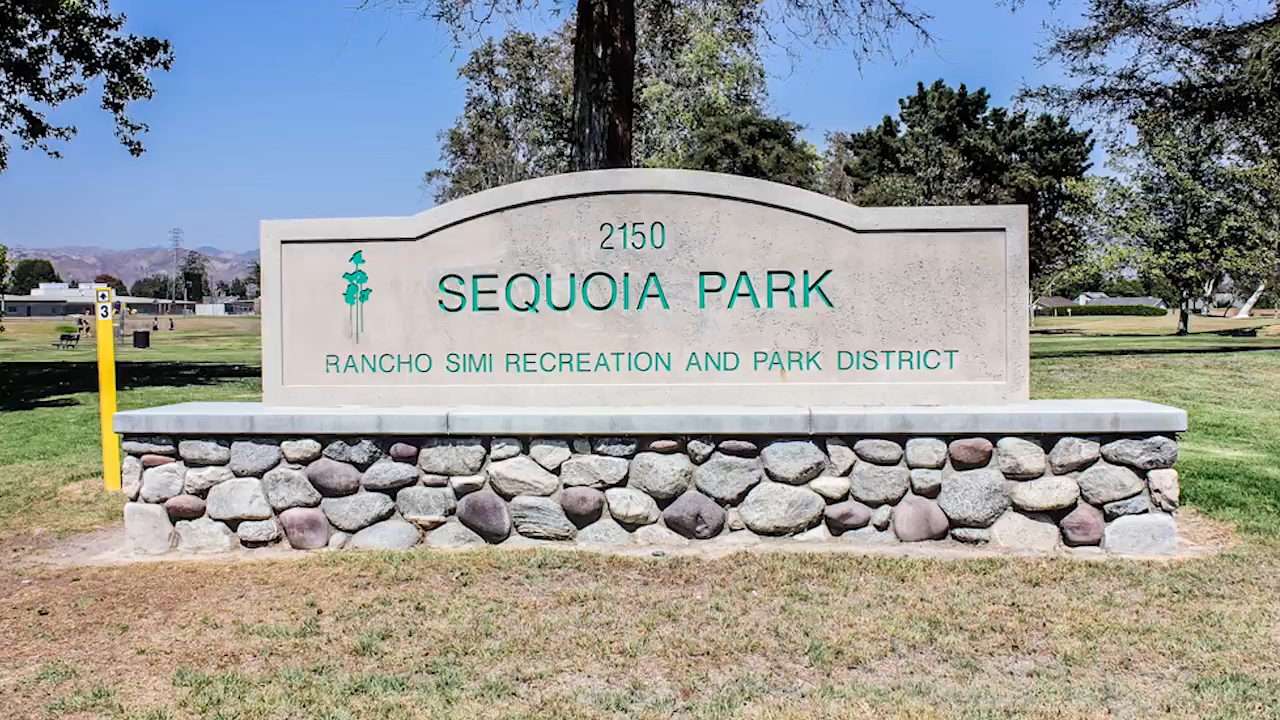 2150
SEQUOIA PARK
RANCHO SIMI RECREATION AND PARK DISTRICT
3